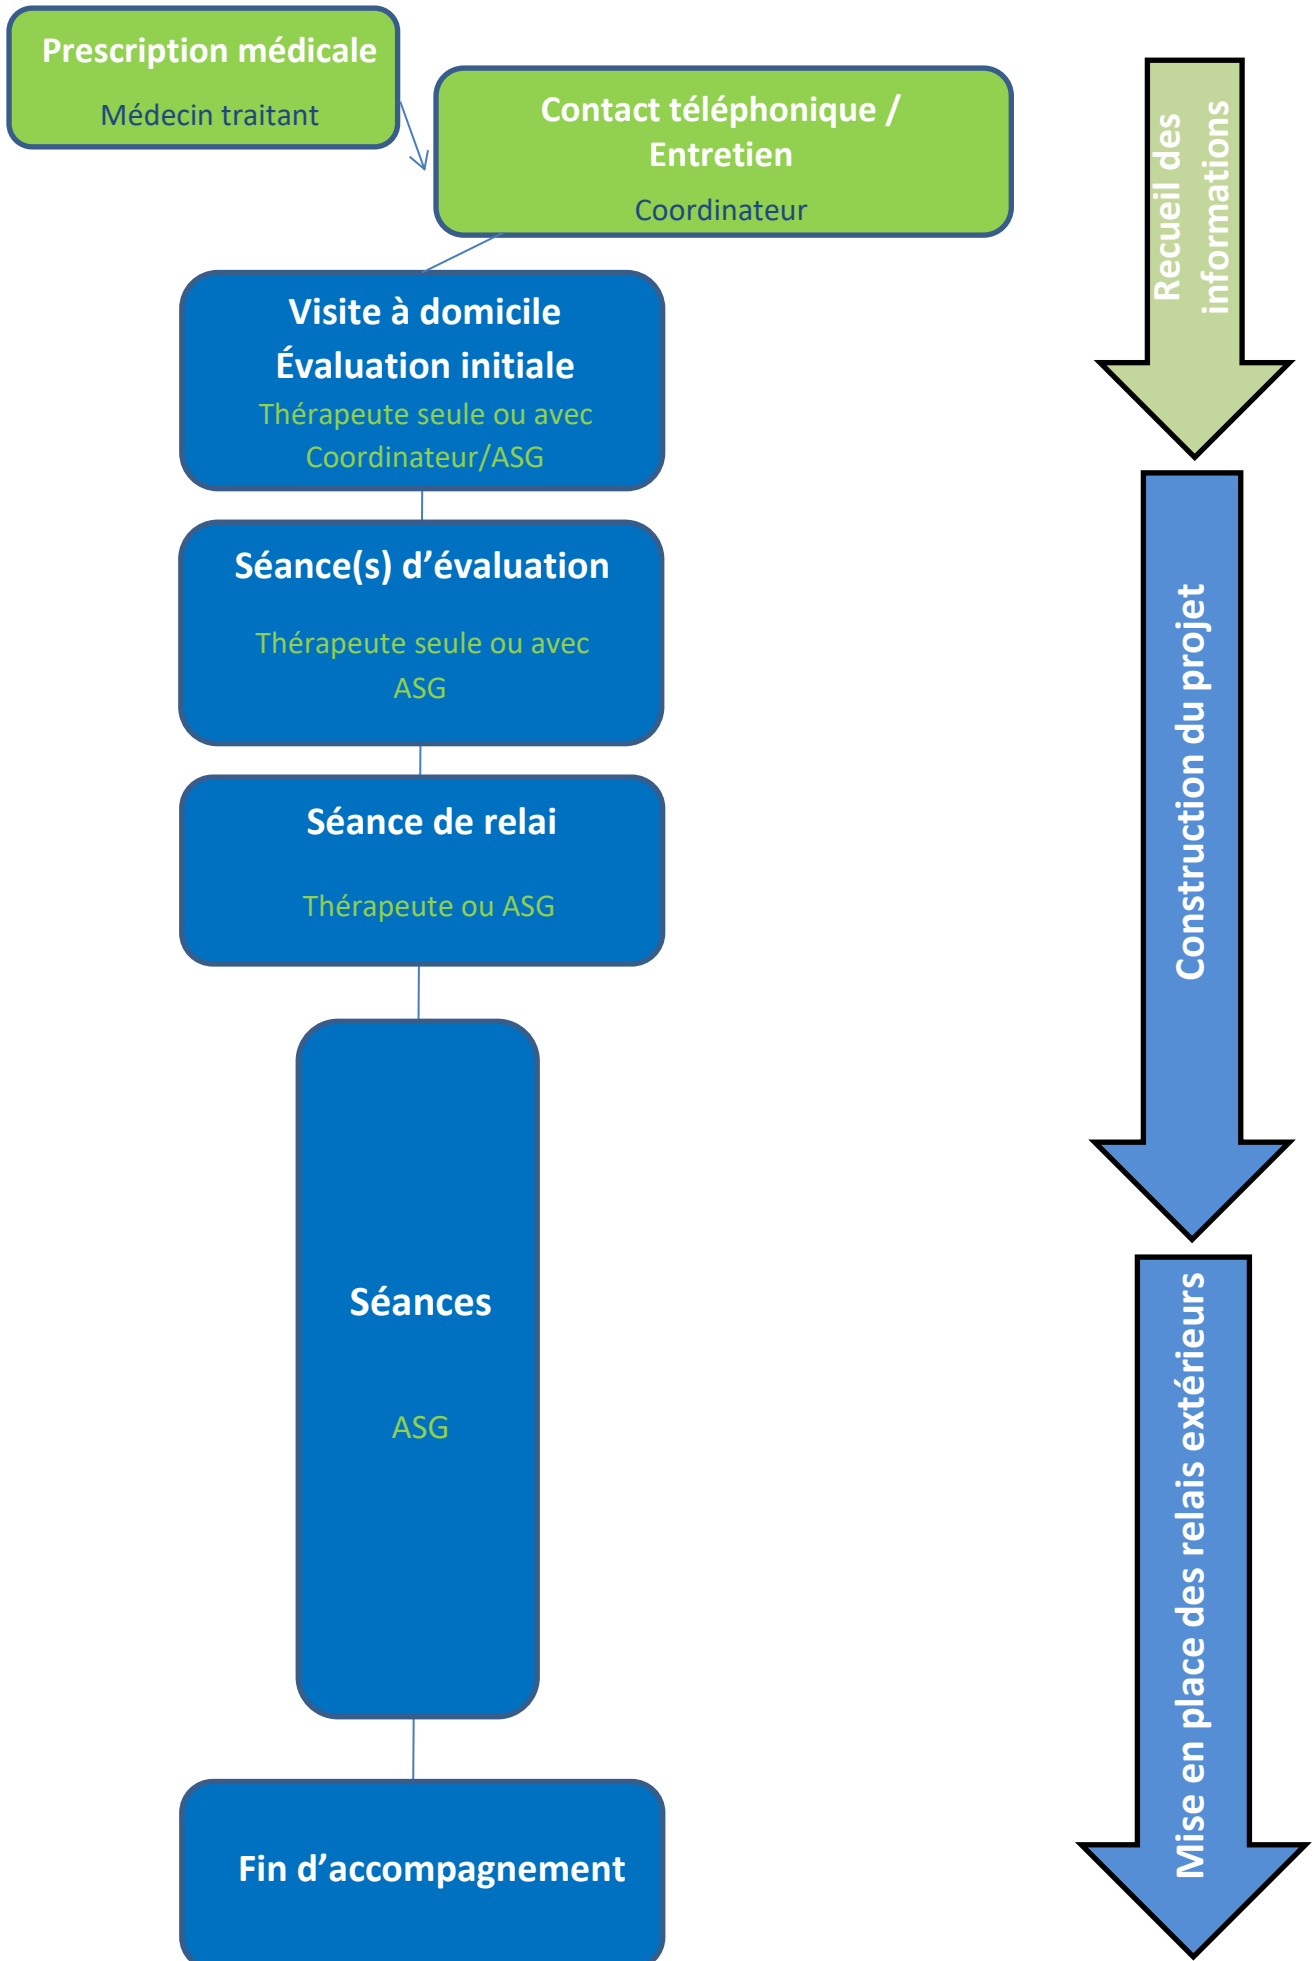 Prescription médicale
Médecin traitant
Contact téléphonique /
Entretien
Coordinateur
Visite à domicile
Évaluation initiale
Thérapeute seule ou avec
Coordinateur/ASG
Séance(s) d’évaluation
Thérapeute seule ou avec
ASG
Séance de relai
Thérapeute ou ASG
Séances
ASG
Fin d’accompagnement
Recueil des
informations
Construction du projet
Mise en place des relais extérieurs